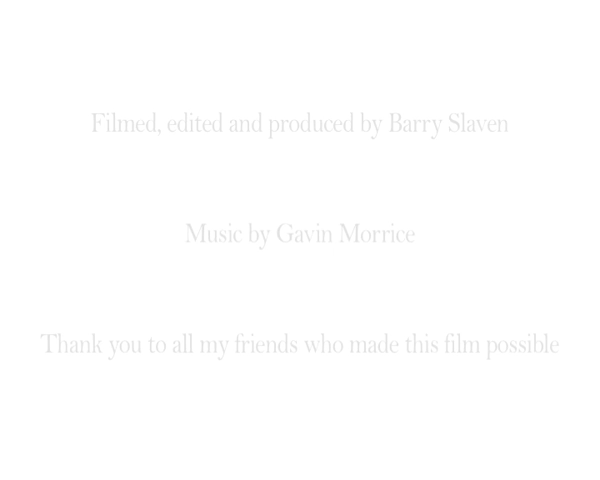 Filmed, edited and produced by Barry Slaven
Music by Gavin Morrice
Thank you to all my friends who made this film possible